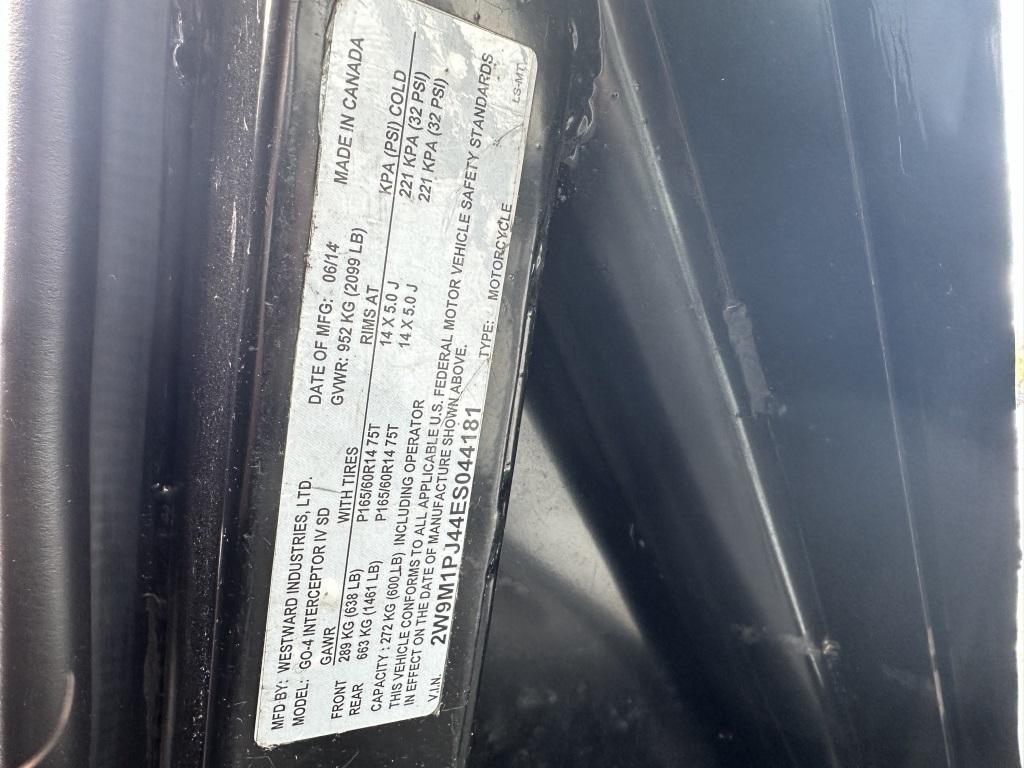 MFD BY: WESTWARD INDUSTRIES, LTD. DATE OF MFG: 06/14 MADE IN CANADA
MODEL: GO-4 INTERCEPTOR IV SD GVWR: 952 KG (2099 LB)
GAWR WITH TIRES RIMS AT KPA (PSI) COLD
FRONT 289 KG (638 LB) P165/60R14 75T 14 X 5.0 J 221 KPA (32 PSI)
REAR 663 KG (1461 LB) P165/60R14 75T 14 X 5.0 J 221 KPA (32 PSI)
CAPACITY : 272 KG (600 LB) INCLUDING OPERATOR
THIS VEHICLE CONFORMS TO ALL APPLICABLE U.S. FEDERAL MOTOR VEHICLE SAFETY STANDARDS
IN EFFECT ON THE DATE OF MANUFACTURE SHOWN ABOVE.
V.I.N. 2W9M1PJ44ES044181 TYPE: MOTORCYCLE